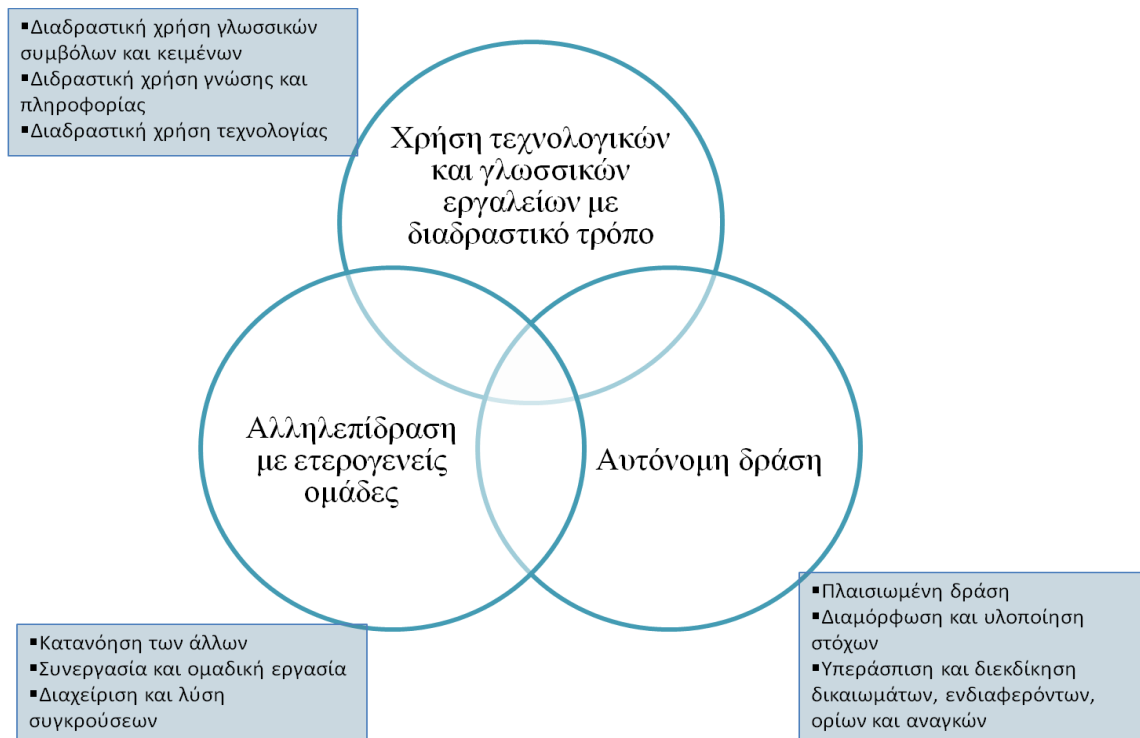 ▪Διαδραστική χρήση γλωσσικών
συμβόλων και κειμένων
▪Διδραστική χρήση γνώσης και
πληροφορίας
▪Διαδραστική χρήση τεχνολογίας
Χρήση τεχνολογικών
και γλωσσικών
εργαλείων με
διαδραστικό τρόπο
Αλληλεπίδραση
με ετερογενείς
ομάδες
Αυτόνομη δράση
▪Κατανόηση των άλλων
▪Συνεργασία και ομαδική εργασία
▪Διαχείριση και λύση
συγκρούσεων
▪Πλαισιωμένη δράση
▪Διαμόρφωση και υλοποίηση
στόχων
▪Υπεράσπιση και διεκδίκηση
δικαιωμάτων, ενδιαφερόντων,
ορίων και αναγκών